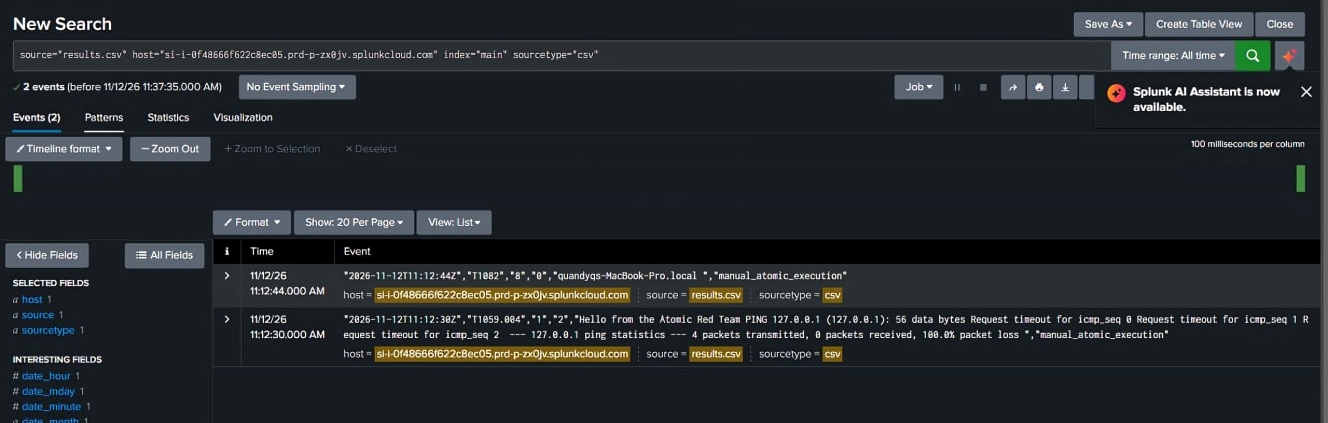 New Search
Save As
Create Table View
Close
source="results.csv" host="si-i-0f48666f622c8ec05.prd-p-zx0jv.splunkcloud.com" index="main" sourcetype="csv"
Time range: All time
✓ 2 events (before 11/12/26 11:37:35.000 AM)
No Event Sampling
Job
Splunk AI Assistant is now
available.
Events (2)
Patterns
Statistics
Visualization
Timeline format
— Zoom Out
+ Zoom to Selection
× Deselect
100 milliseconds per column
Format
Show: 20 Per Page
View: List
< Hide Fields
All Fields
i
Time
Event
SELECTED FIELDS
a host 1
a source 1
a sourcetype 1
INTERESTING FIELDS
# date_hour 1
# date_mday 1
# date_minute 1
a date_month 1
11/12/26
11:12:44.000 AM
"2026-11-12T11:12:44Z","T1082","8","0","quandyqs-MacBook-Pro.local ","manual_atomic_execution"
host = si-i-0f48666f622c8ec05.prd-p-zx0jv.splunkcloud.com source = results.csv sourcetype = csv
11/12/26
11:12:30.000 AM
"2026-11-12T11:12:30Z","T1059.004","1","2","Hello from the Atomic Red Team PING 127.0.0.1 (127.0.0.1): 56 data bytes Request timeout for icmp_seq 0 Request timeout for icmp_seq 1 R
equest timeout for icmp_seq 2 --- 127.0.0.1 ping statistics --- 4 packets transmitted, 0 packets received, 100.0% packet loss ","manual_atomic_execution"
host = si-i-0f48666f622c8ec05.prd-p-zx0jv.splunkcloud.com source = results.csv sourcetype = csv